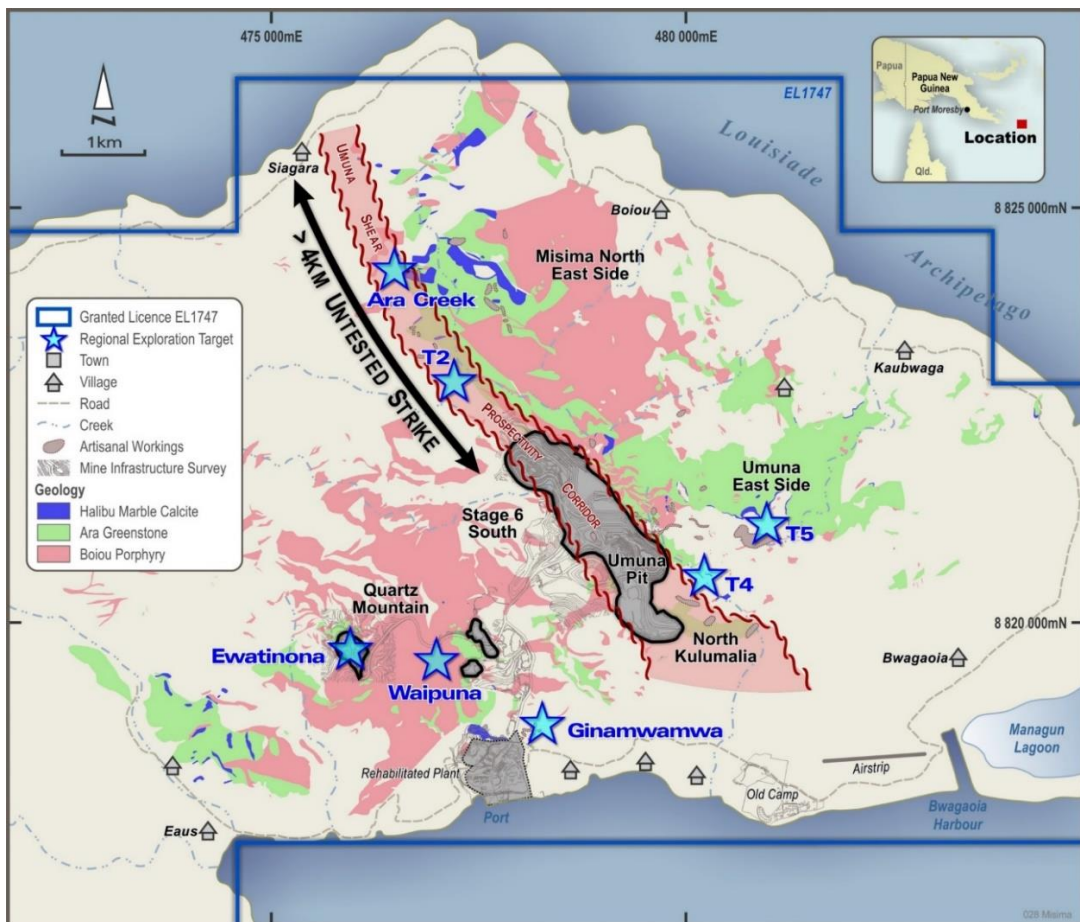 475 000mE
480 000mE
EL1747
Papua
Papua New
Guinea
Port Moresby
Location
Qld.
N
1km
Louisiade
Archipelago
8 825 000mN
Siagara
UMUNA
SHEAR
Boiou
Misima North
East Side
Ara Creek
> 4KM UNTESTED STRIKE
T2
PROSPECTIVITY
CORRIDOR
Kaubwaga
Granted Licence EL1747
Regional Exploration Target
Town
Village
Road
Creek
Artisanal Workings
Mine Infrastructure Survey
Geology
Halibu Marble Calcite
Ara Greenstone
Boiou Porphyry
Umuna
East Side
T5
Stage 6
South
Umuna
Pit
T4
Quartz
Mountain
8 820 000mN
Ewatinona
Waipuna
North
Kulumalia
Bwagaoia
Ginamwamwa
Managun
Lagoon
Rehabilitated Plant
Airstrip
Old Camp
Port
Bwagaoia
Harbour
Eaus
028 Misima